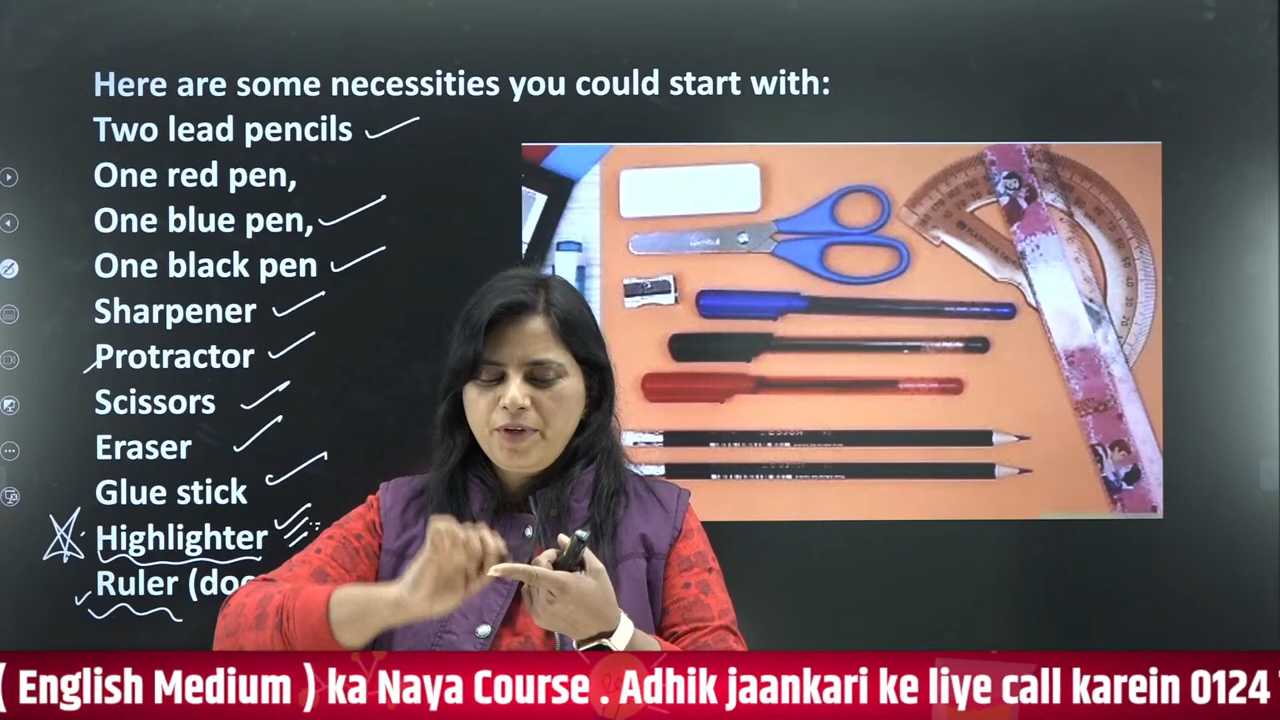 Here are some necessities you could start with:
Two lead pencils
One red pen,
One blue pen,
One black pen
Sharpener
Protractor
Scissors
Eraser
Glue stick
Highlighter
Ruler
( English Medium ) ka Naya Course . Adhik jaankari ke liye call karein 0124